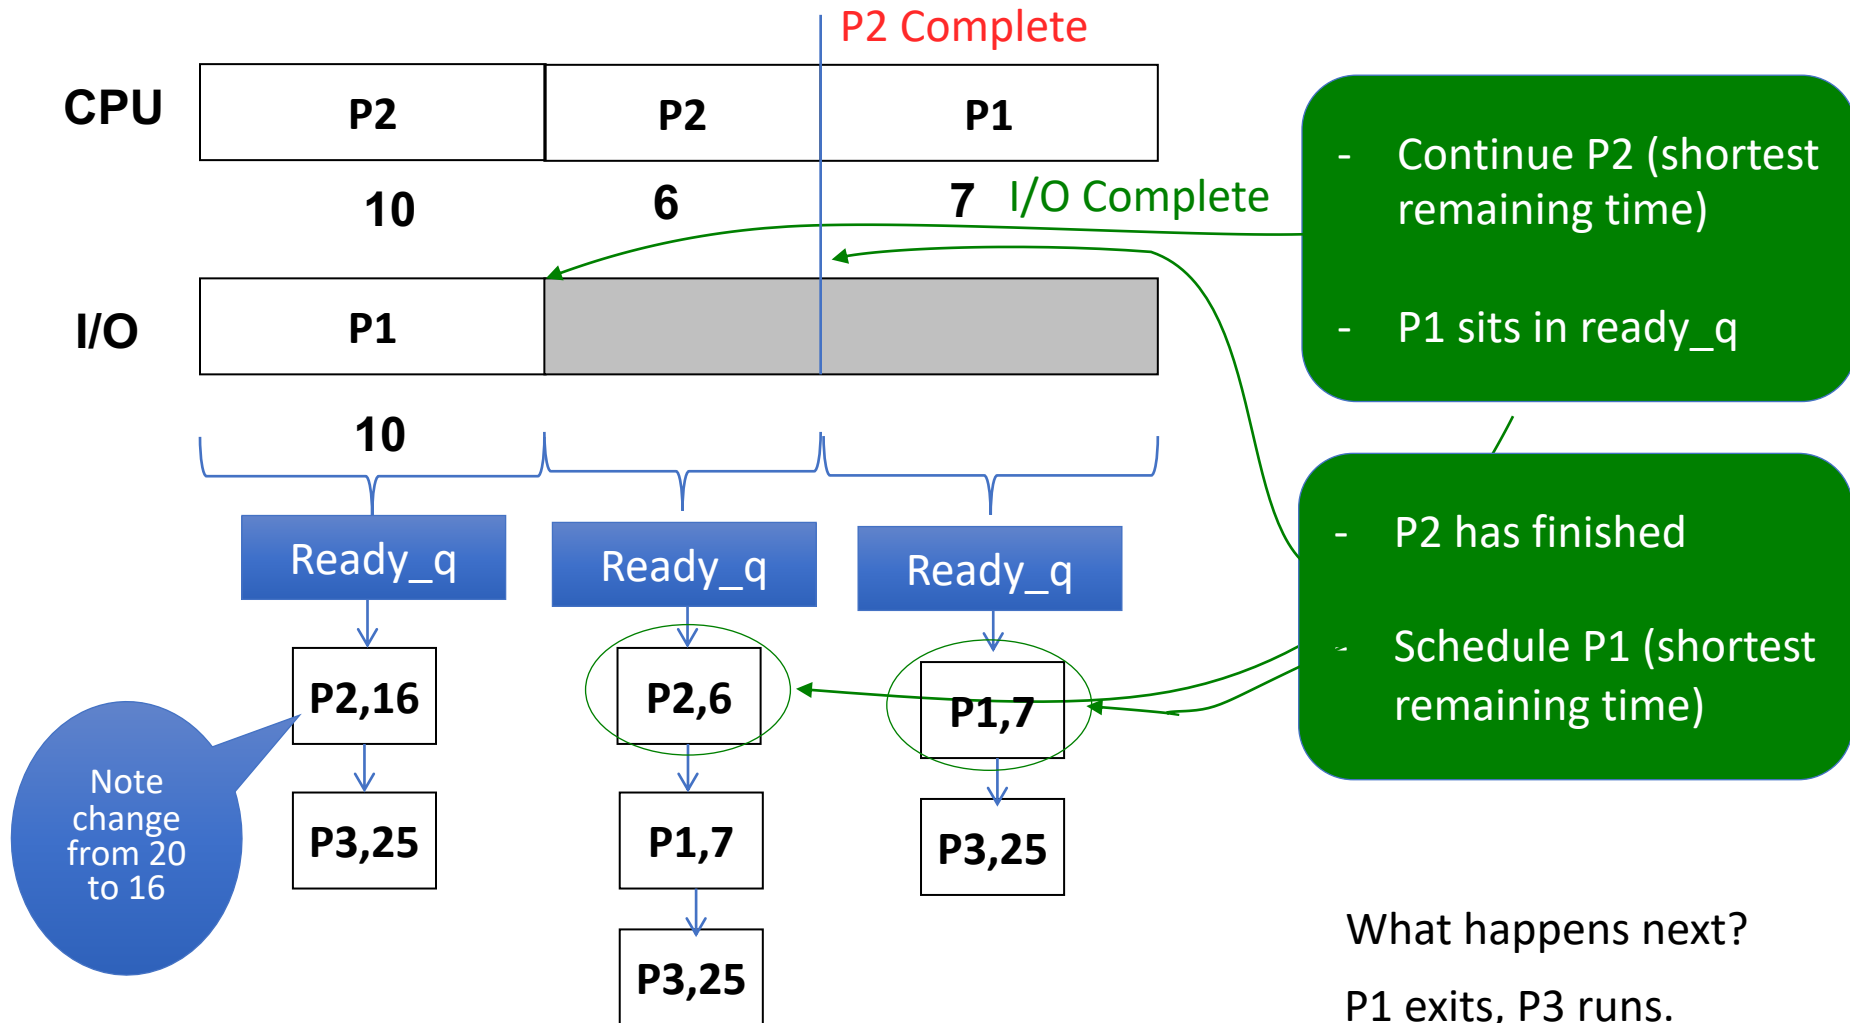 P2 Complete
CPU
P2
P2
P1
10
6
7
I/O Complete
- Continue P2 (shortest
remaining time)
- P1 sits in ready_q
I/O
P1
10
- P2 has finished
- Schedule P1 (shortest
remaining time)
Ready_q
Ready_q
Ready_q
P2,16
P2,6
P1,7
P3,25
P1,7
P3,25
P3,25
Note
change
from 20
to 16
What happens next?
P1 exits, P3 runs.